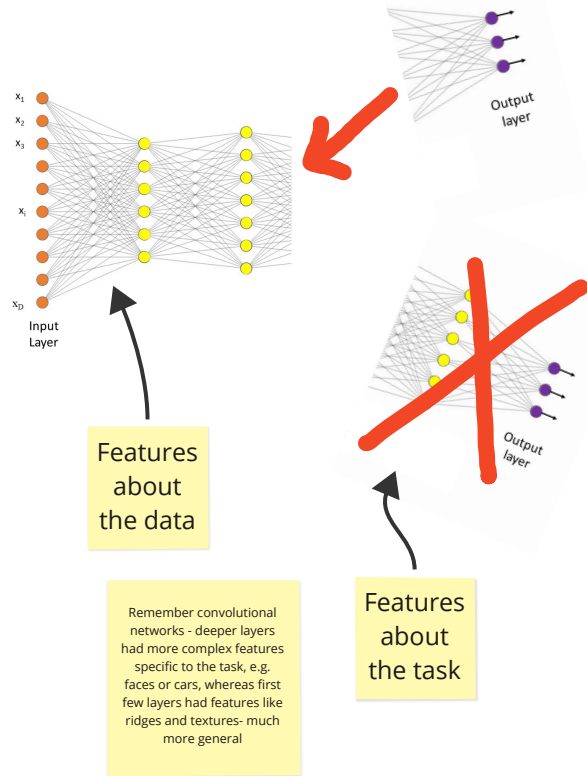 x1
x2
x3
xi
xD
Input
Layer
Output
layer
Output
layer
Features
about
the data
Features
about
the task
Remember convolutional
networks - deeper layers
had more complex features
specific to the task, e.g.
faces or cars, whereas first
few layers had features like
ridges and textures- much
more general